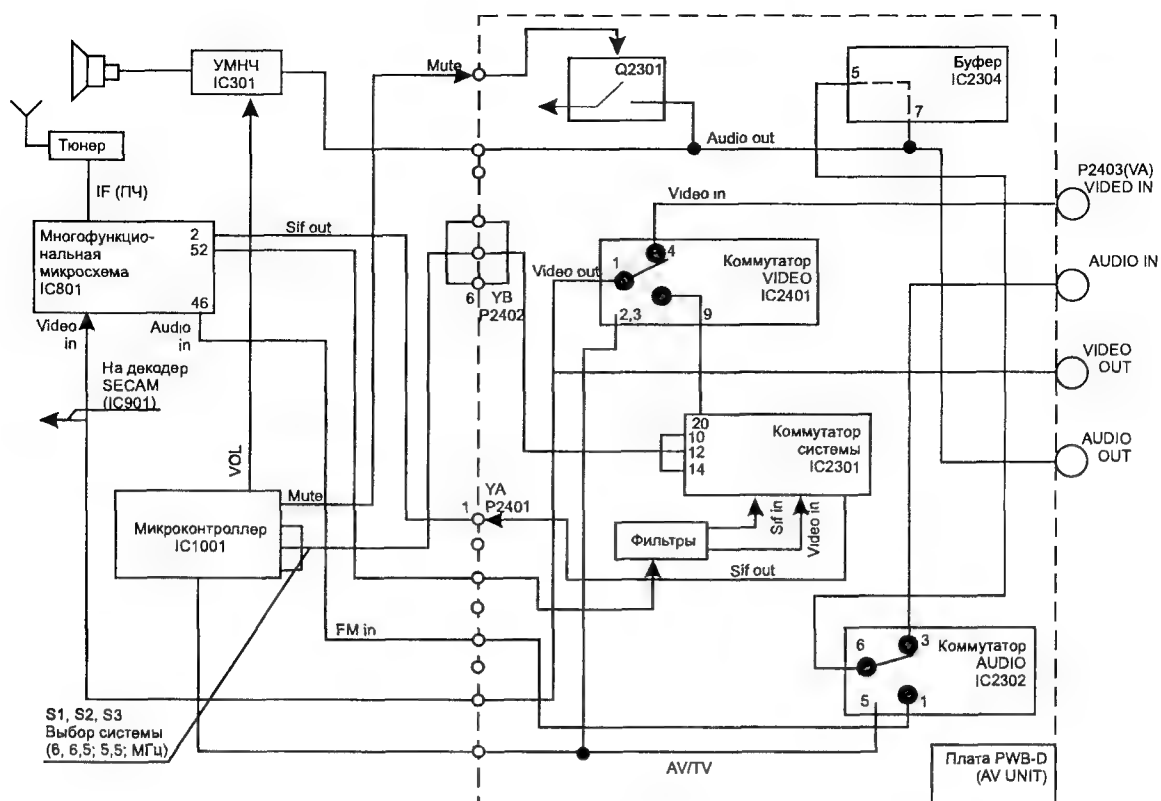 УМНЧ
IC301
Mute
Q2301
Буфер
IC2304
5
7
Тюнер
Audio out
IF (ПЧ)
P2403(VA)
VIDED IN
Video in
Многофункцио-
нальная
микросхема
IC801
2
52
46
Sif out
Video
in
Audio
in
6
YB
P2402
Video out
1
4
Коммутатор
VIDEO
IC2401
2,3
9
AUDIO IN
VIDEO
OUT
На декодер
SECAM
(IC901)
20
10
12
14
Коммутатор
системы
IC2301
AUDIO
OUT
VOL
Mute
YA
P2401
1
Микроконтроллер
IC1001
Фильтры
Sif in
Video in
Sif out
FM in
6
3
Коммутатор
AUDIO
IC2302
5
1
S1, S2, S3
Выбор системы
(6, 6,5; 5,5; МГц)
AV/TV
Плата PWB-D
(AV UNIT)